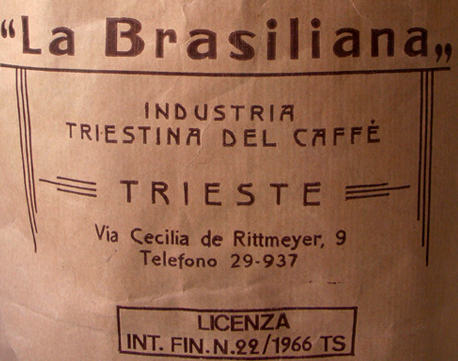 “La Brasiliana„
INDUSTRIA
TRIESTINA DEL CAFFÈ
TRIESTE
Via Cecilia de Rittmeyer, 9
Telefono 29-937
LICENZA
INT. FIN. N.22/1966 TS